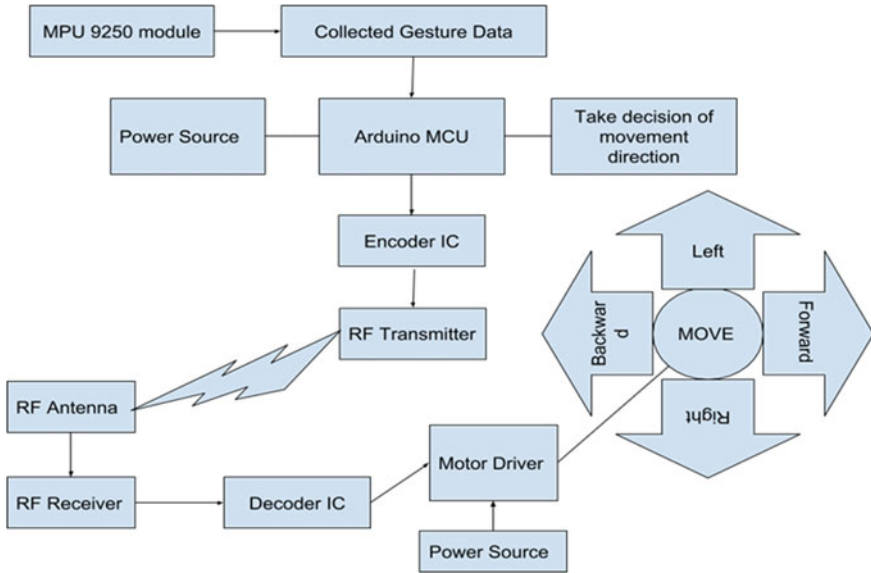 MPU 9250 module
Collected Gesture Data
Power Source
Arduino MCU
Take decision of
movement
direction
Encoder IC
Left
Backwar
d
MOVE
Forward
RF Transmitter
Right
RF Antenna
Motor Driver
RF Receiver
Decoder IC
Power Source